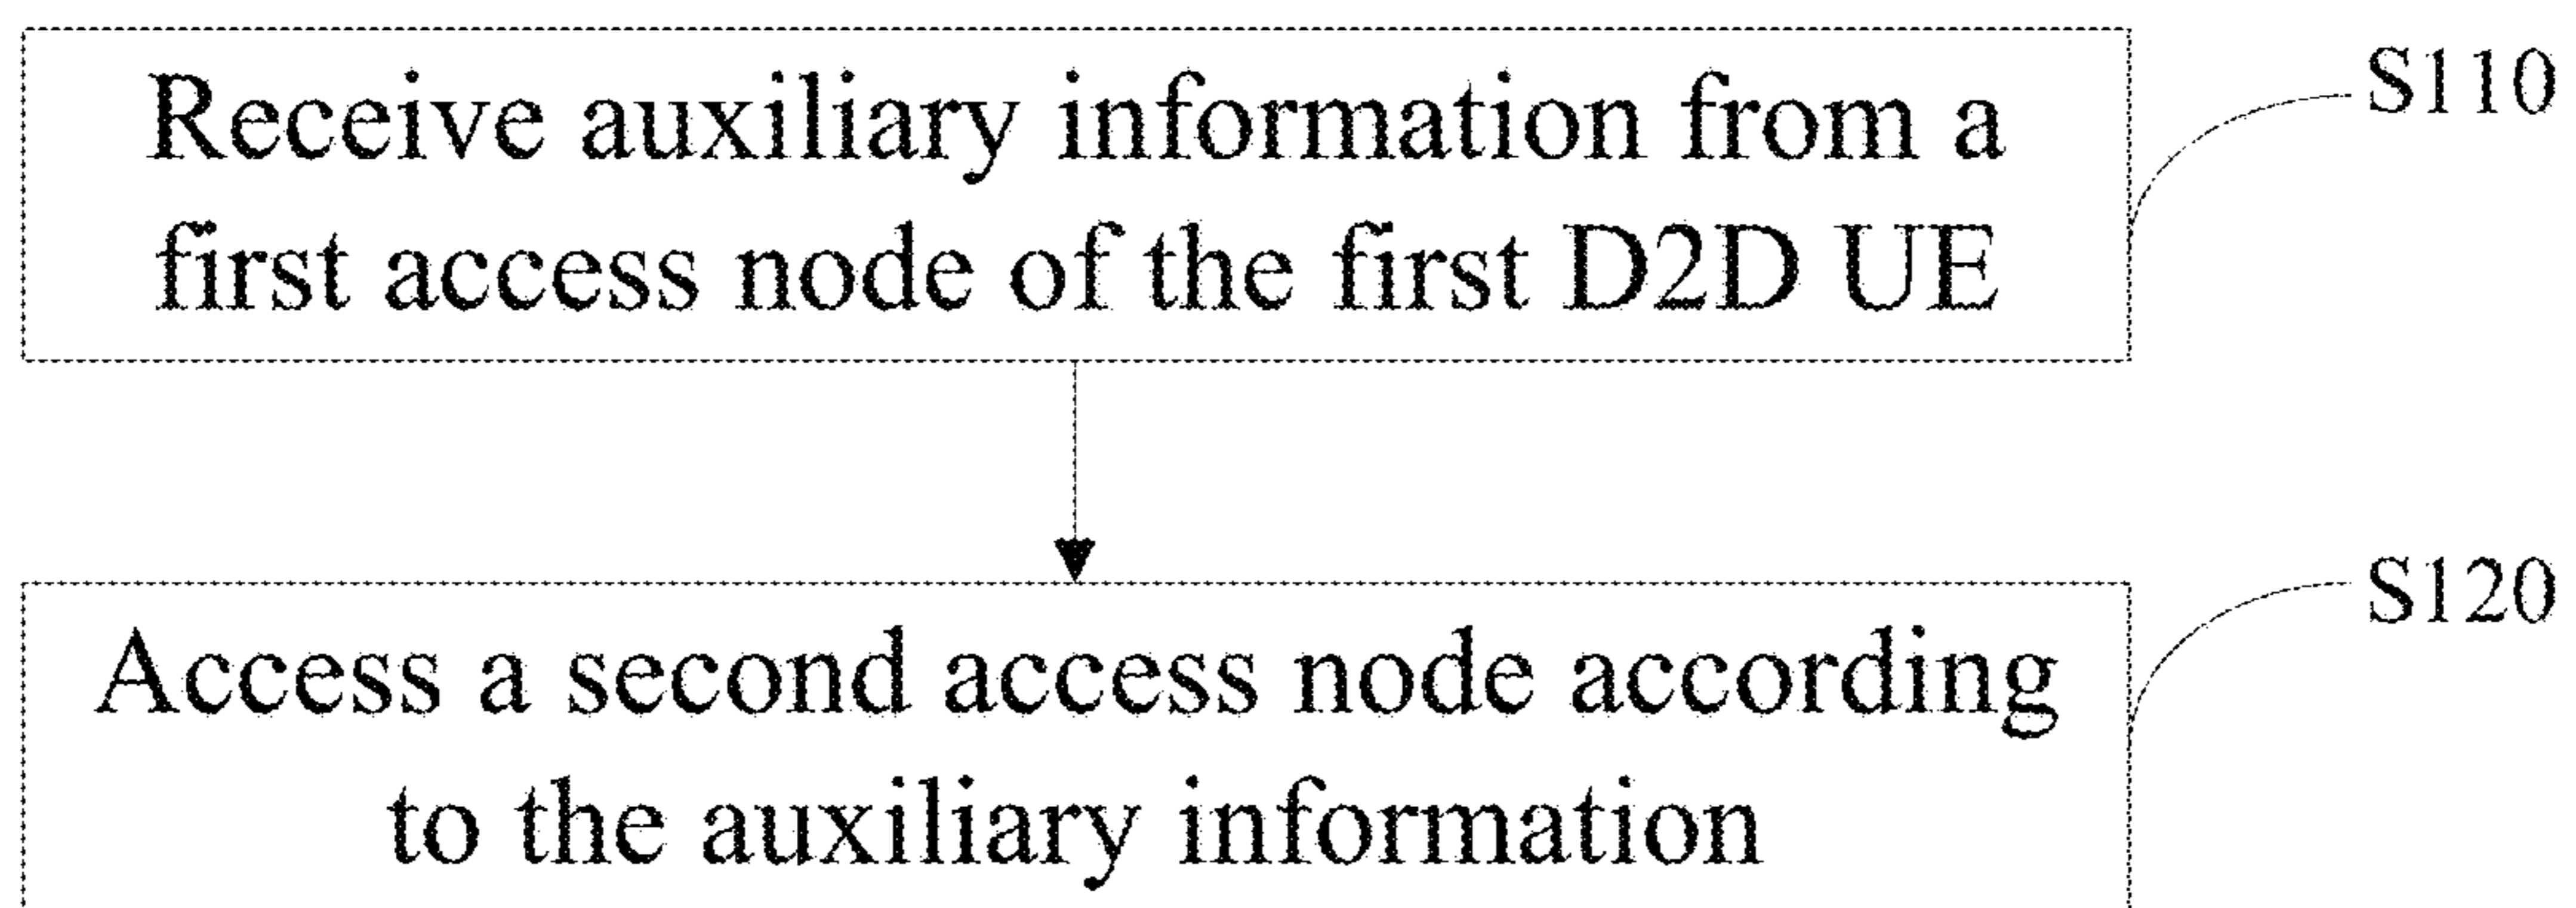 Receive auxiliary information from a
first access node of the first D2D UE
S110
Access a second access node according
to the auxiliary information
S120